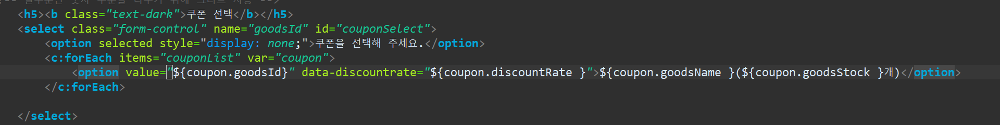 <h5><b class="text-dark">쿠폰 선택</b></h5>
<select class="form-control" name="goodsId" id="couponSelect">
<option selected style="display: none;">쿠폰을 선택해 주세요.</option>
<c:forEach items="couponList" var="coupon">
<option value="${coupon.goodsId}" data-discountrate="${coupon.discountRate }">${coupon.goodsName }(${coupon.goodsStock }개)</option>
</c:forEach>
</select>